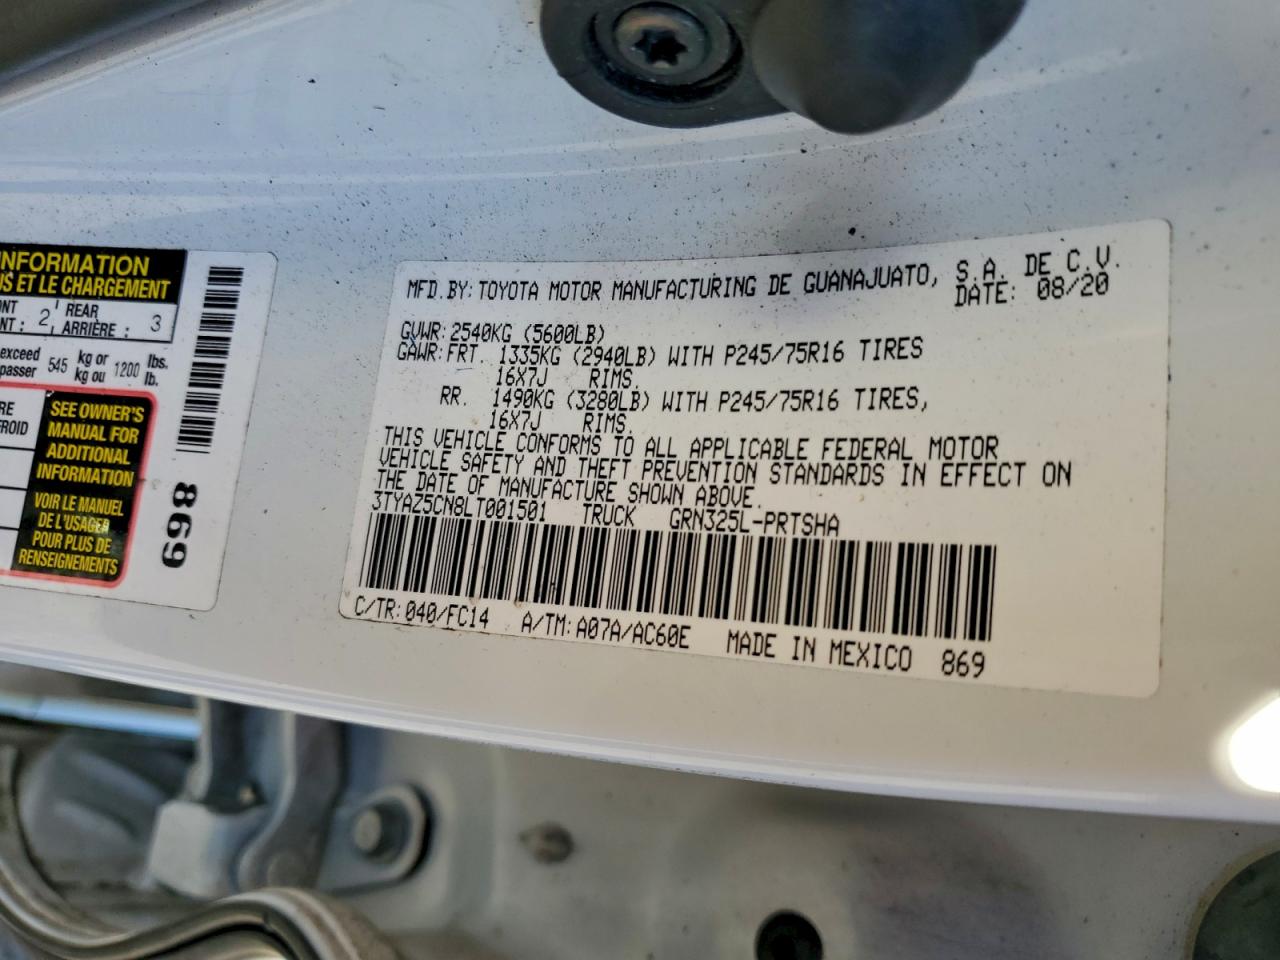 INFORMATION
US ET LE CHARGEMENT
2 REAR
ARRIÈRE : 3
exceed 545 kg or 1200 lbs.
passer kg ou lb.
SEE OWNER'S
MANUAL FOR
ADDITIONAL
INFORMATION
VOIR LE MANUEL
DE L'USAGER
POUR PLUS DE
RENSEIGNEMENTS
869
MFD.BY:TOYOTA MOTOR MANUFACTURING DE GUANAJUATO, S.A. DE C.V.
DATE: 08/20
GVWR:2540KG (5600LB)
GAWR:FRT. 1335KG (2940LB) WITH P245/75R16 TIRES
16X7J RIMS.
RR. 1490KG (3280LB) WITH P245/75R16 TIRES,
16X7J RIMS.
THIS VEHICLE CONFORMS TO ALL APPLICABLE FEDERAL MOTOR
VEHICLE SAFETY AND THEFT PREVENTION STANDARDS IN EFFECT ON
THE DATE OF MANUFACTURE SHOWN ABOVE.
3TYAZ5CN8LT001501 TRUCK GRN325L-PRTSHA
C/TR:040/FC14 A/TM:A07A/AC60E MADE IN MEXICO 869